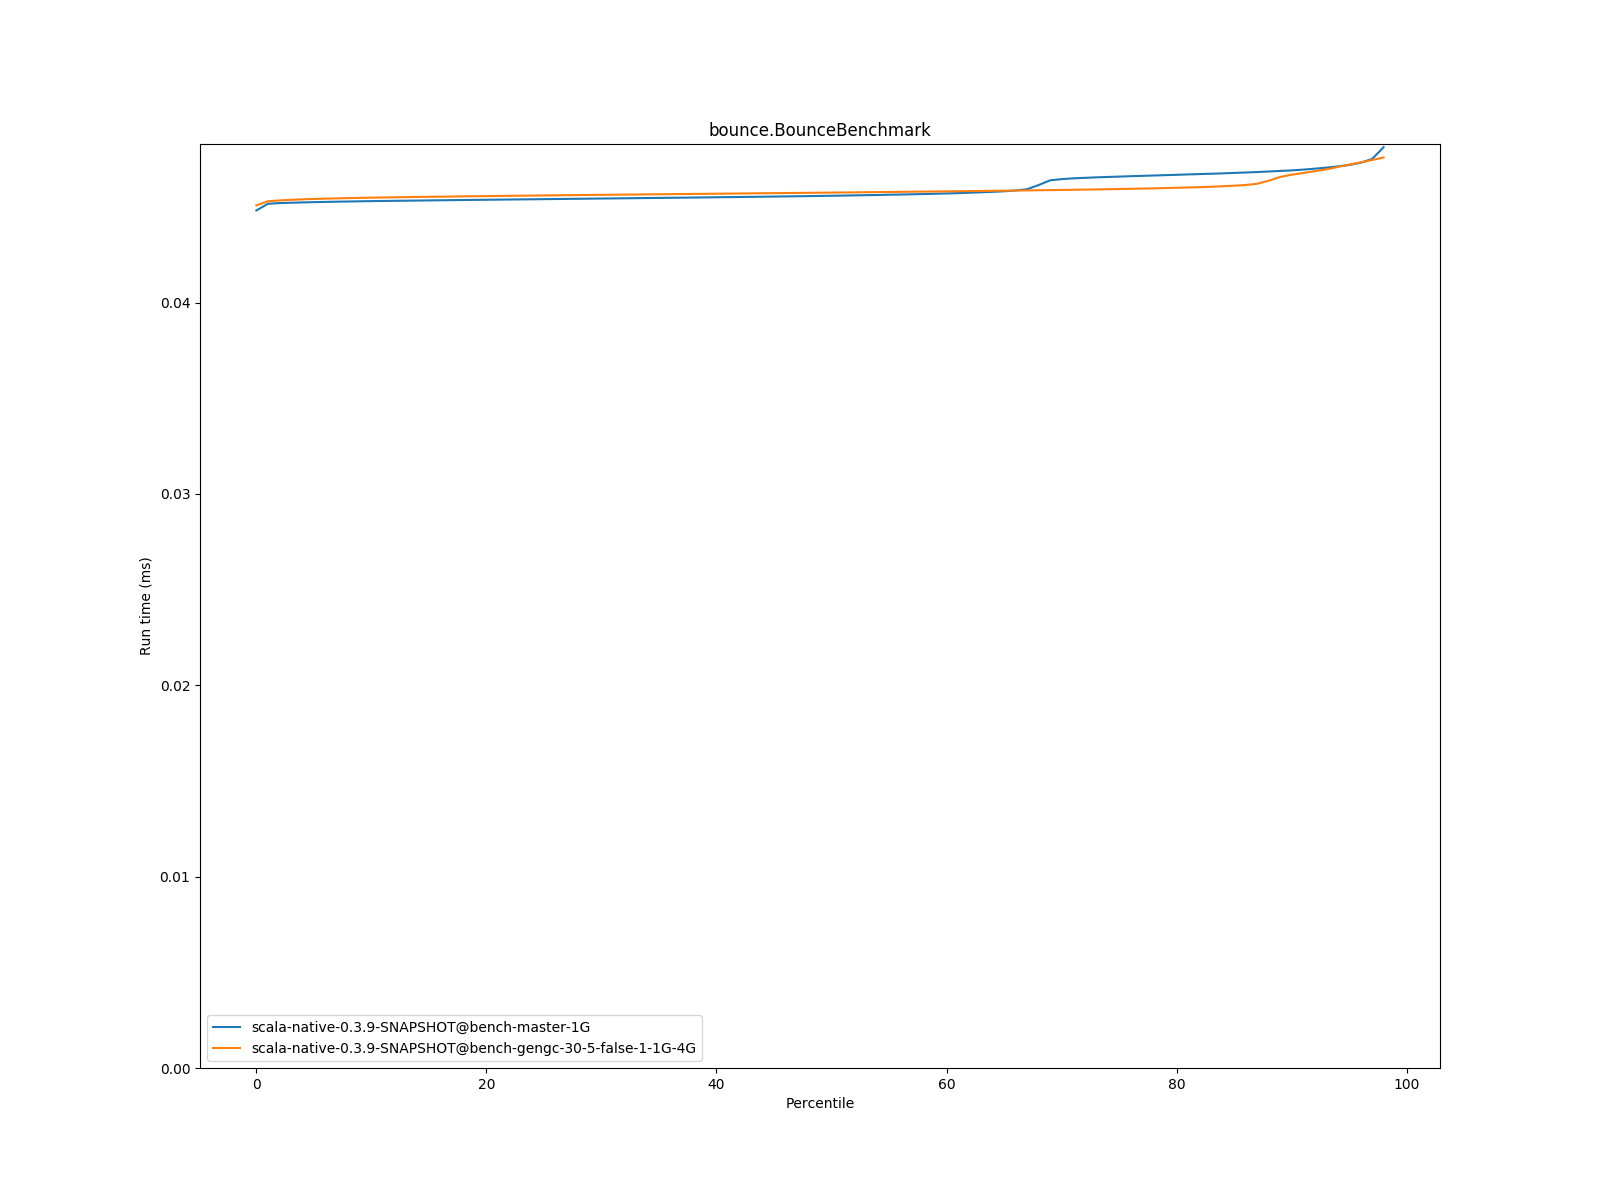 bounce.BounceBenchmark
0.04
0.03
0.02
0.01
0.00
Run time (ms)
scala-native-0.3.9-SNAPSHOT@bench-master-1G
scala-native-0.3.9-SNAPSHOT@bench-gengc-30-5-false-1-1G-4G
0 20 40 60 80 100
Percentile